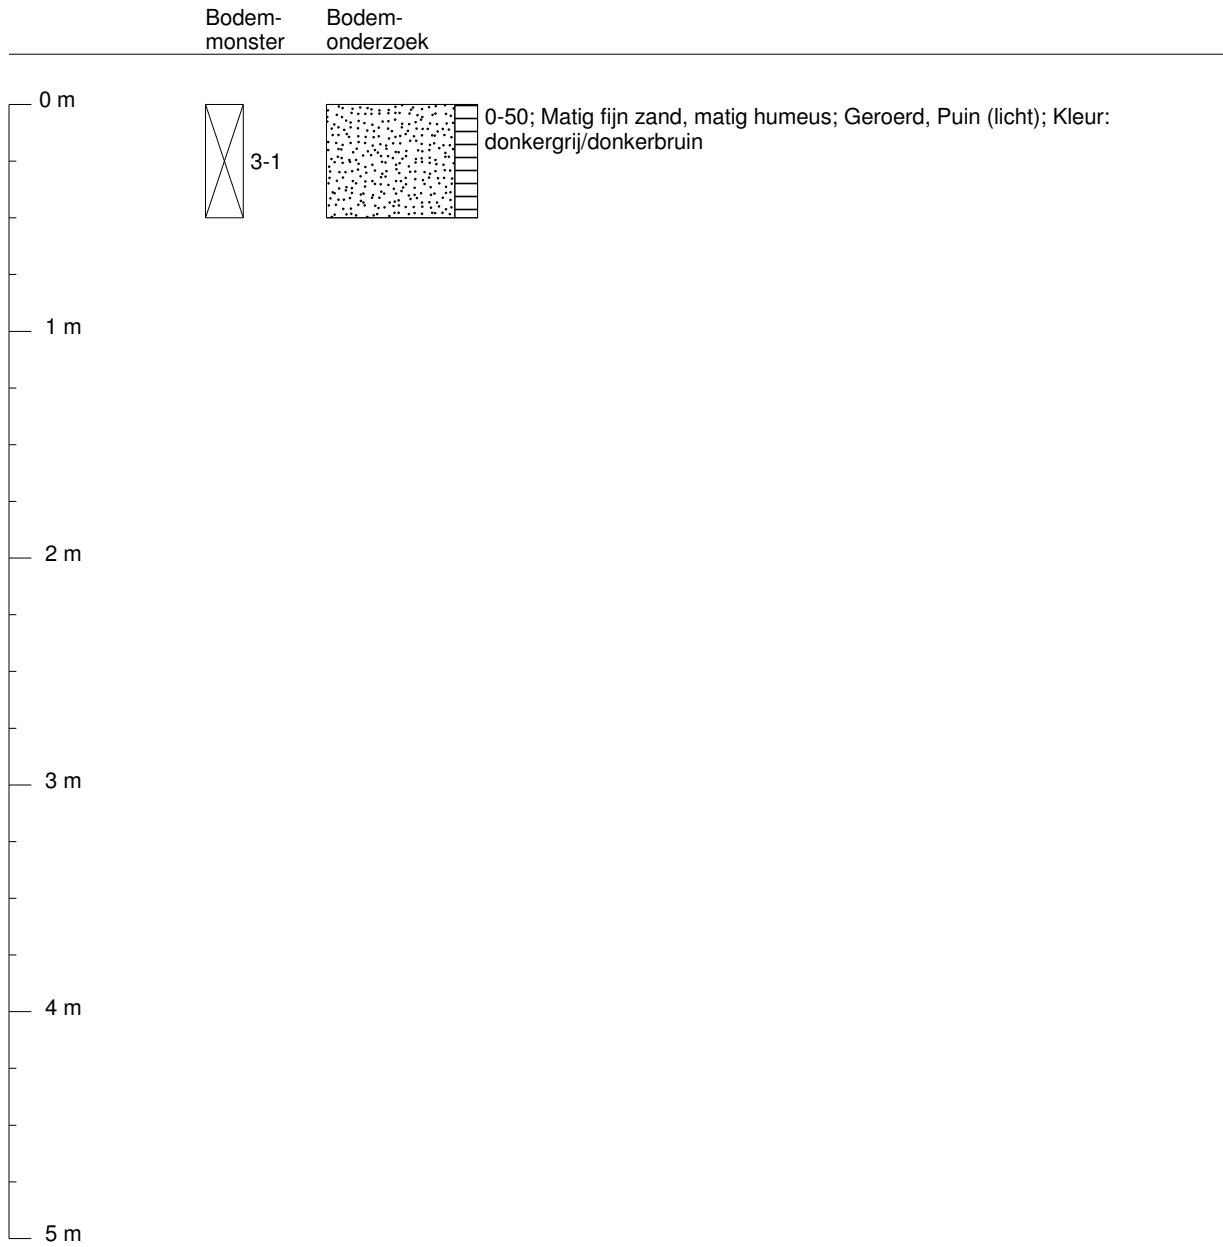 Bodem-
monster
Bodem-
onderzoek
0 m
3-1
0-50; Matig fijn zand, matig humeus; Geroerd, Puin (licht); Kleur:
donkergrij/donkerbruin
1 m
2 m
3 m
4 m
5 m